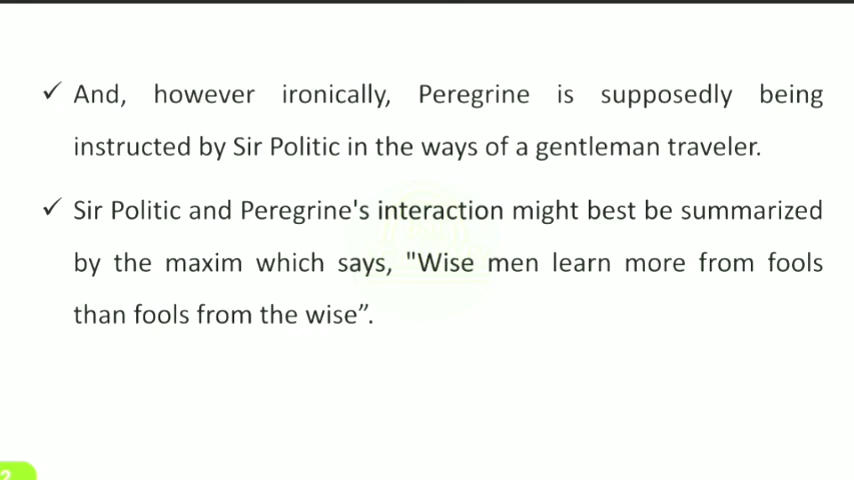 ✓ And, however ironically, Peregrine is supposedly being
instructed by Sir Politic in the ways of a gentleman traveler.
✓ Sir Politic and Peregrine's interaction might best be summarized
by the maxim which says, "Wise men learn more from fools
than fools from the wise”.
2